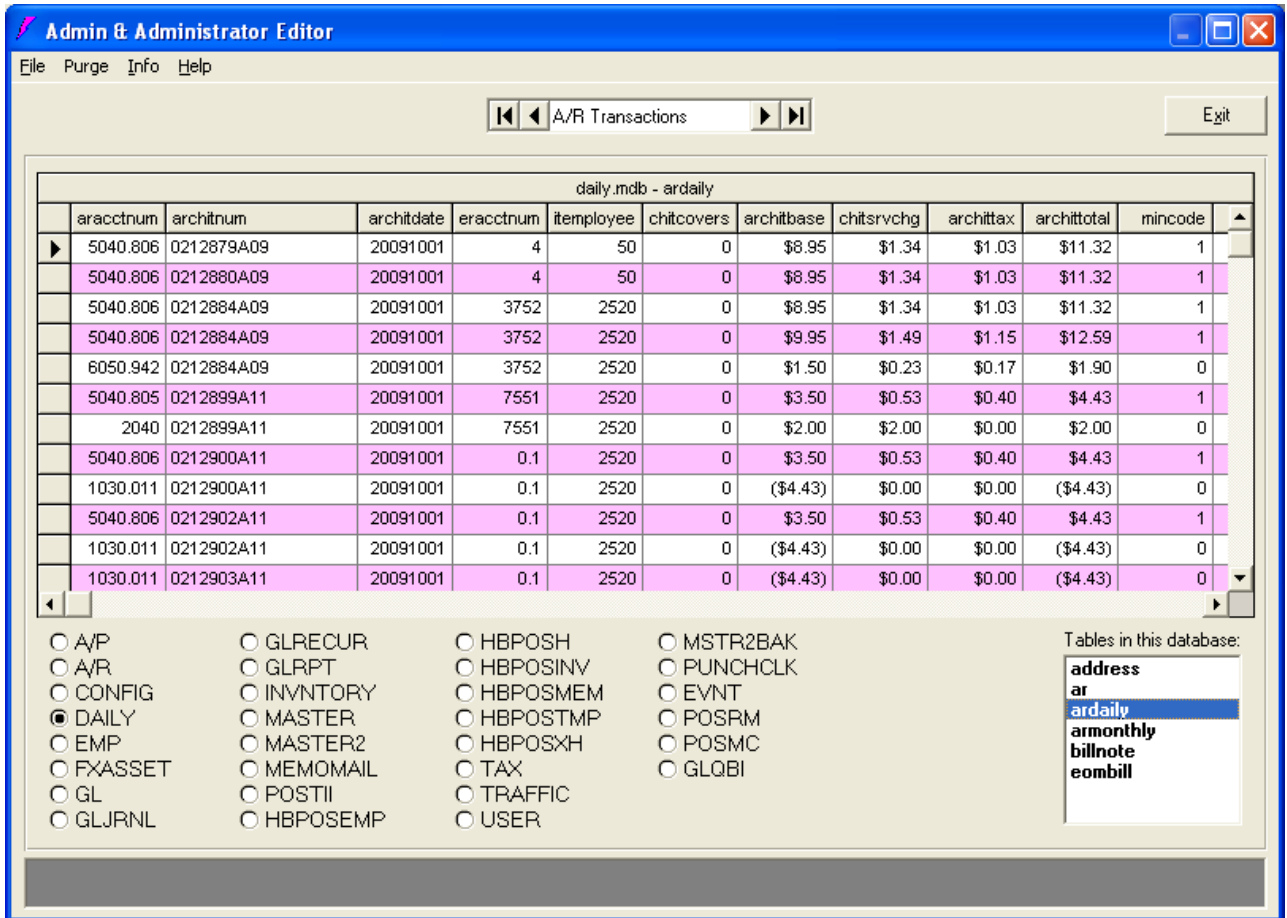 Admin & Administrator Editor
File Purge Info Help
A/R Transactions
Exit
daily.mdb - ardaily
aracctnum architnum architdate eracctnum itemployee chitcovers architbase chitsrvchg archittax archittotal mincode
5040.806 0212879A09 20091001 4 50 0 $8.95 $1.34 $1.03 $11.32 1
5040.806 0212880A09 20091001 4 50 0 $8.95 $1.34 $1.03 $11.32 1
5040.806 0212884A09 20091001 3752 2520 0 $8.95 $1.34 $1.03 $11.32 1
5040.806 0212884A09 20091001 3752 2520 0 $9.95 $1.49 $1.15 $12.59 1
6050.942 0212884A09 20091001 3752 2520 0 $1.50 $0.23 $0.17 $1.90 0
5040.805 0212899A11 20091001 7551 2520 0 $3.50 $0.53 $0.40 $4.43 1
2040 0212899A11 20091001 7551 2520 0 $2.00 $2.00 $0.00 $2.00 0
5040.806 0212900A11 20091001 0.1 2520 0 $3.50 $0.53 $0.40 $4.43 1
1030.011 0212900A11 20091001 0.1 2520 0 ($4.43) $0.00 $0.00 ($4.43) 0
5040.806 0212902A11 20091001 0.1 2520 0 $3.50 $0.53 $0.40 $4.43 1
1030.011 0212902A11 20091001 0.1 2520 0 ($4.43) $0.00 $0.00 ($4.43) 0
1030.011 0212903A11 20091001 0.1 2520 0 ($4.43) $0.00 $0.00 ($4.43) 0
A/P GLRECUR HBPOSH MSTR2BAK
A/R GLRPT HBPOSINV PUNCHCLK
CONFIG INVNTORY HBPOSMEM EVNT
DAILY MASTER HBPOSTMP POSRM
EMP MASTER2 HBPOSXH POSMC
FXASSET MEMOMAIL TAX GLQBI
GL POSTII TRAFFIC
GLJRNL HBPOSEMP USER
Tables in this database:
address
ar
ardaily
armonthly
billnote
eombill